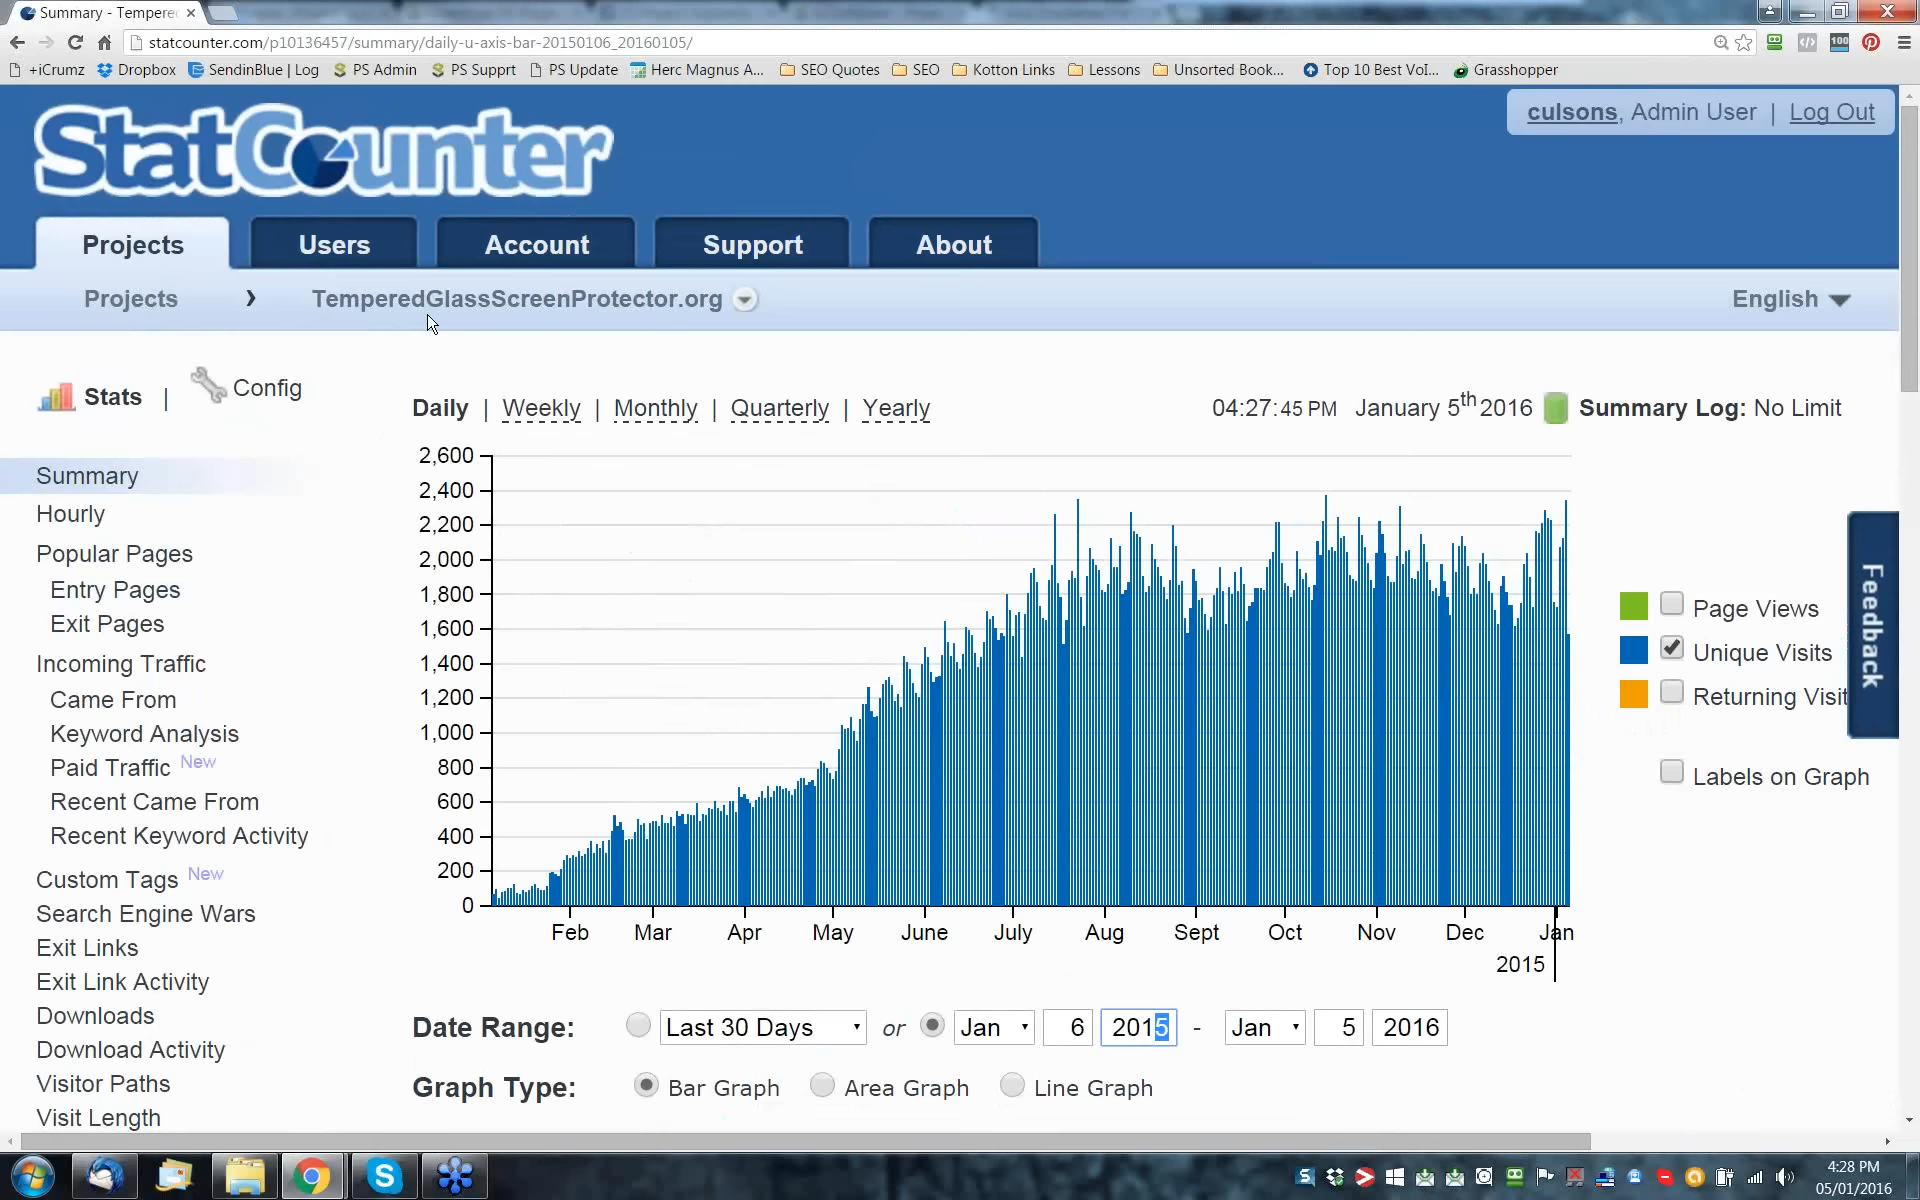 Summary - Tempered
statcounter.com/p10136457/summary/daily-u-axis-bar-20150106_20160105/
+iCrumz Dropbox SendinBlue | Log PS Admin PS Supprt PS Update Herc Magnus A... SEO Quotes SEO Kotton Links Lessons Unsorted Book... Top 10 Best VoI... Grasshopper
100
StatCounter
culsons, Admin User | Log Out
Projects Users Account Support About
Projects › TemperedGlassScreenProtector.org English
Stats | Config
Daily | Weekly | Monthly | Quarterly | Yearly
04:27:45 PM January 5th 2016 Summary Log: No Limit
Summary
Hourly
Popular Pages
Entry Pages
Exit Pages
Incoming Traffic
Came From
Keyword Analysis
Paid Traffic New
Recent Came From
Recent Keyword Activity
Custom Tags New
Search Engine Wars
Exit Links
Exit Link Activity
Downloads
Download Activity
Visitor Paths
Visit Length
2,600
2,400
2,200
2,000
1,800
1,600
1,400
1,200
1,000
800
600
400
200
0
Feb Mar Apr May June July Aug Sept Oct Nov Dec Jan
2015
Page Views
Unique Visits
Returning Visit
Labels on Graph
Feedback
Date Range: Last 30 Days or Jan 6 2015 - Jan 5 2016
Graph Type: Bar Graph Area Graph Line Graph
4:28 PM
05/01/2016